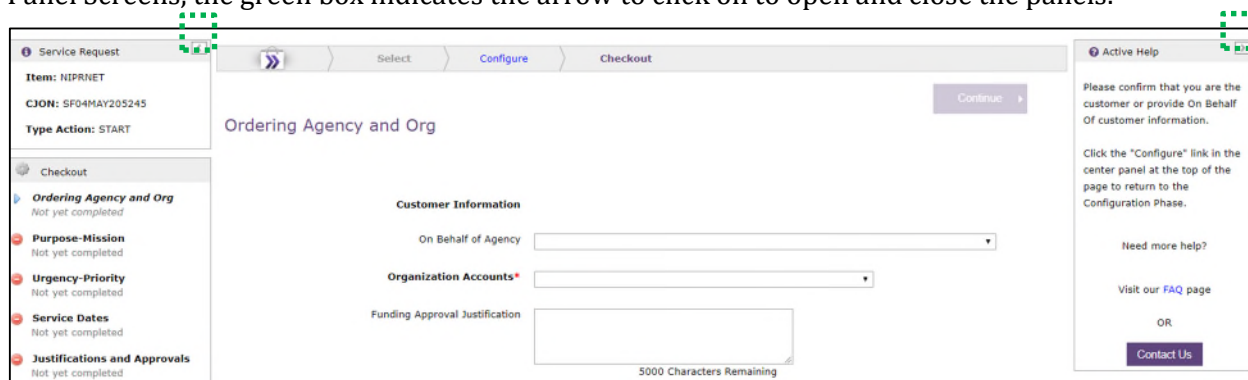 Panel screens, the green box indicates the arrow to click on to open and close the panels.
Service Request
Item: NIPRNET
CJON: SF04MAY205245
Type Action: START
Checkout
Ordering Agency and Org
Not yet completed
Purpose-Mission
Not yet completed
Urgency-Priority
Not yet completed
Service Dates
Not yet completed
Justifications and Approvals
Not yet completed
Select
Configure
Checkout
Continue
Ordering Agency and Org
Customer Information
On Behalf of Agency
Organization Accounts*
Funding Approval Justification
5000 Characters Remaining
Active Help
Please confirm that you are the
customer or provide On Behalf
Of customer information.
Click the "Configure" link in the
center panel at the top of the
page to return to the
Configuration Phase.
Need more help?
Visit our FAQ page
OR
Contact Us